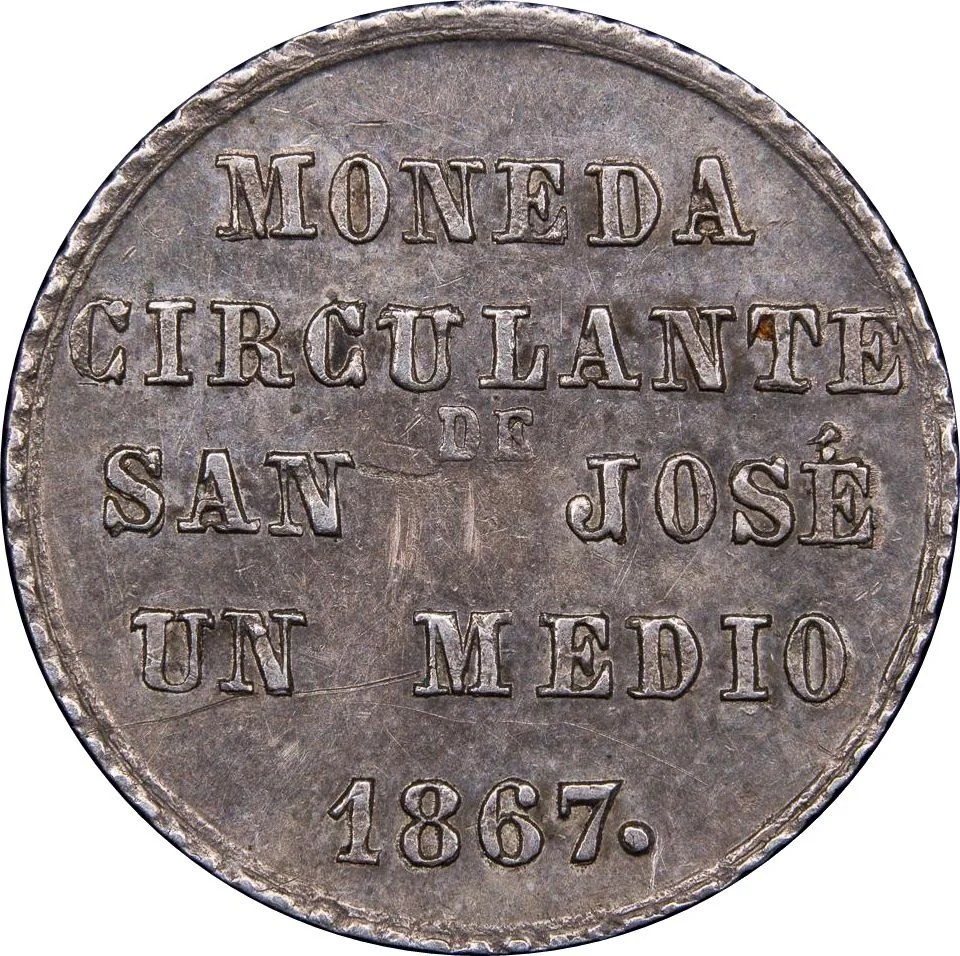 MONEDA
CIRCULANTE
DE
SAN JOSÉ
UN MEDIO
1867.